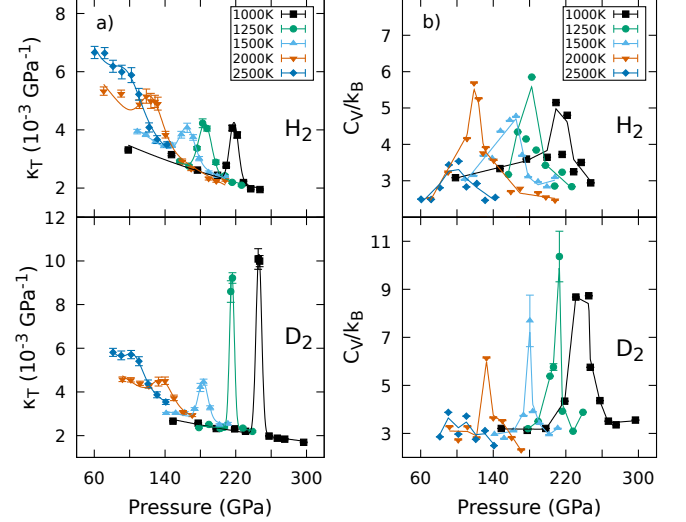 a)
1000K
1250K
1500K
2000K
2500K
H2
κT (10-3 GPa-1)
8
6
4
2
b)
1000K
1250K
1500K
2000K
2500K
H2
CV/kB
7
6
5
4
3
D2
κT (10-3 GPa-1)
12
10
8
6
4
2
60 140 220 300
Pressure (GPa)
D2
CV/kB
11
9
7
5
3
60 140 220 300
Pressure (GPa)